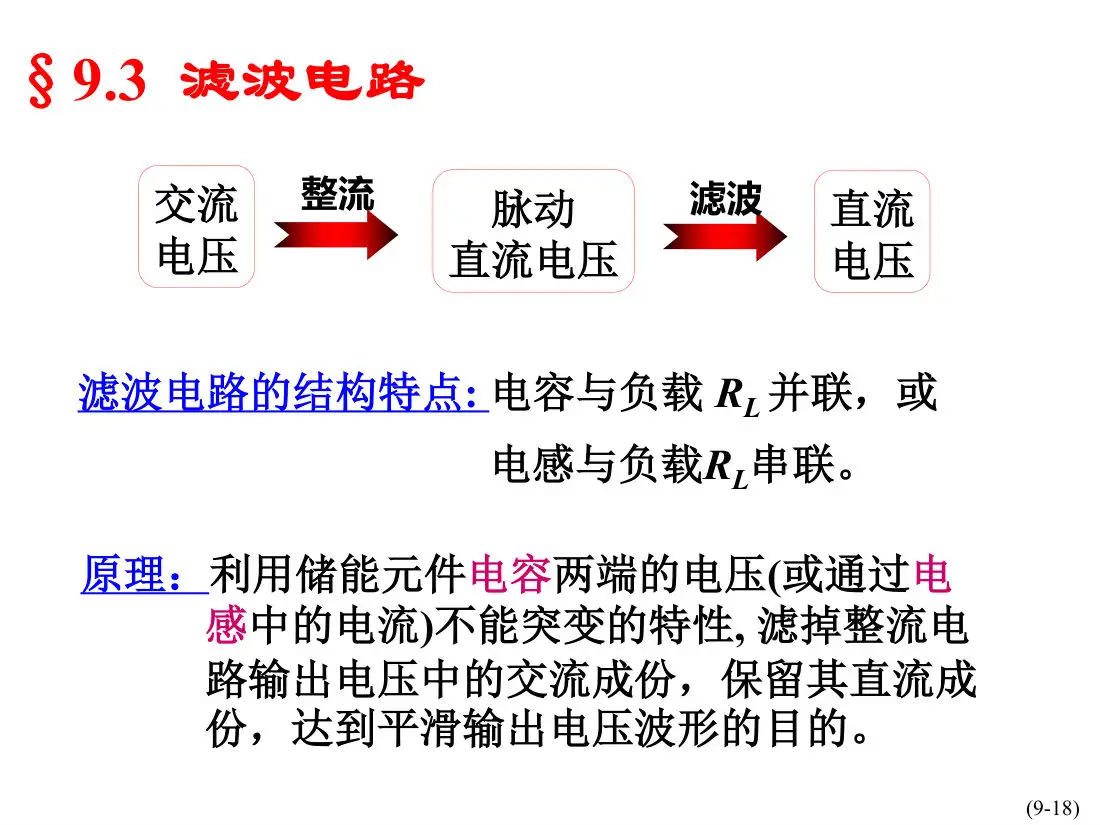 §9.3 滤波电路
整流
滤波
交流
电压
脉动
直流电压
直流
电压
滤波电路的结构特点: 电容与负载 RL 并联，或
电感与负载RL串联。
原理：利用储能元件电容两端的电压(或通过电
感中的电流)不能突变的特性, 滤掉整流电
路输出电压中的交流成份，保留其直流成
份，达到平滑输出电压波形的目的。
(9-18)